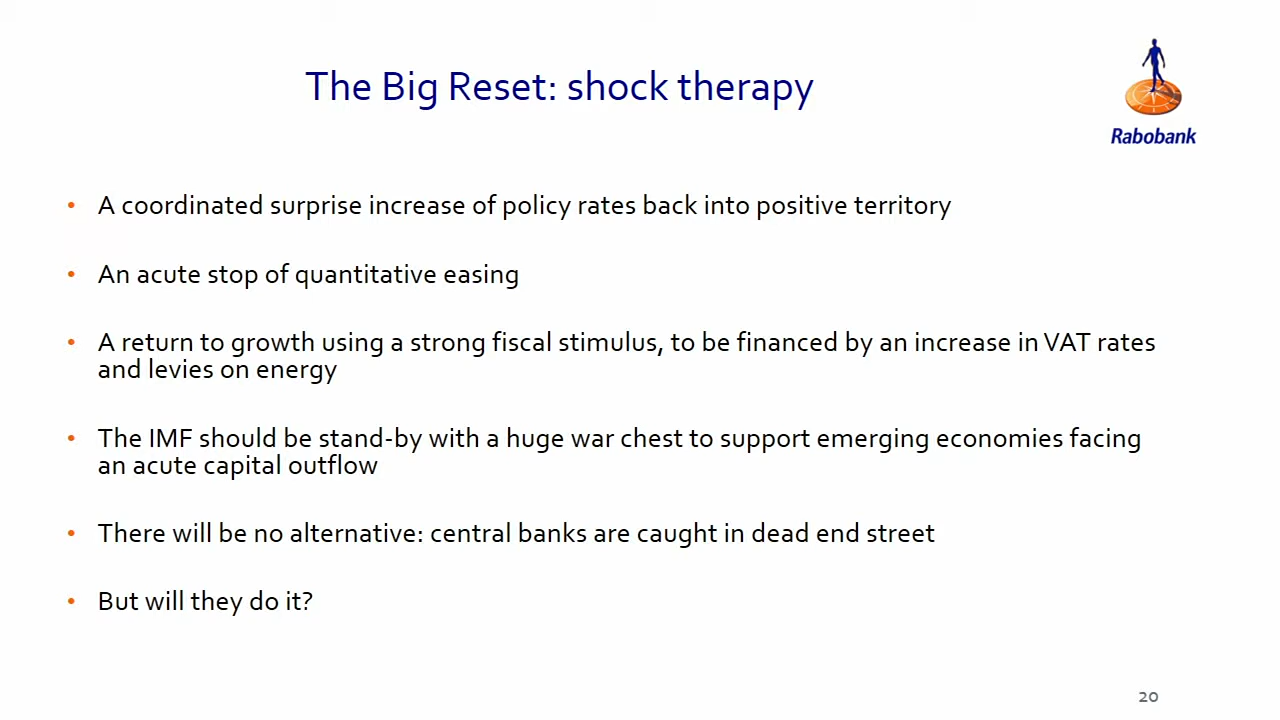 The Big Reset: shock therapy
Rabobank
• A coordinated surprise increase of policy rates back into positive territory
• An acute stop of quantitative easing
• A return to growth using a strong fiscal stimulus, to be financed by an increase in VAT rates
and levies on energy
• The IMF should be stand-by with a huge war chest to support emerging economies facing
an acute capital outflow
• There will be no alternative: central banks are caught in dead end street
• But will they do it?
20